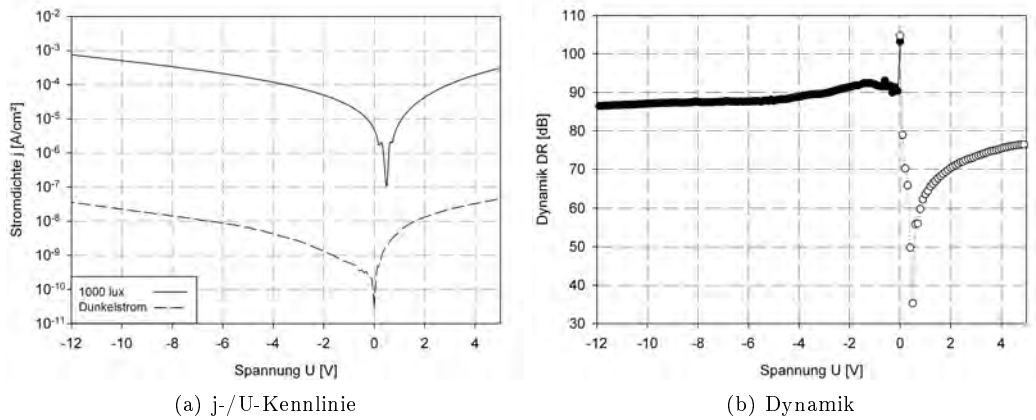 10⁻²
10⁻³
10⁻⁴
10⁻⁵
10⁻⁶
10⁻⁷
10⁻⁸
10⁻⁹
10⁻¹⁰
10⁻¹¹
Stromdichte j [A/cm²]
1000 lux
Dunkelstrom
-12 -10 -8 -6 -4 -2 0 2 4
Spannung U [V]
(a) j-/U-Kennlinie
110
100
90
80
70
60
50
40
30
Dynamik DR [dB]
-12 -10 -8 -6 -4 -2 0 2 4
Spannung U [V]
(b) Dynamik